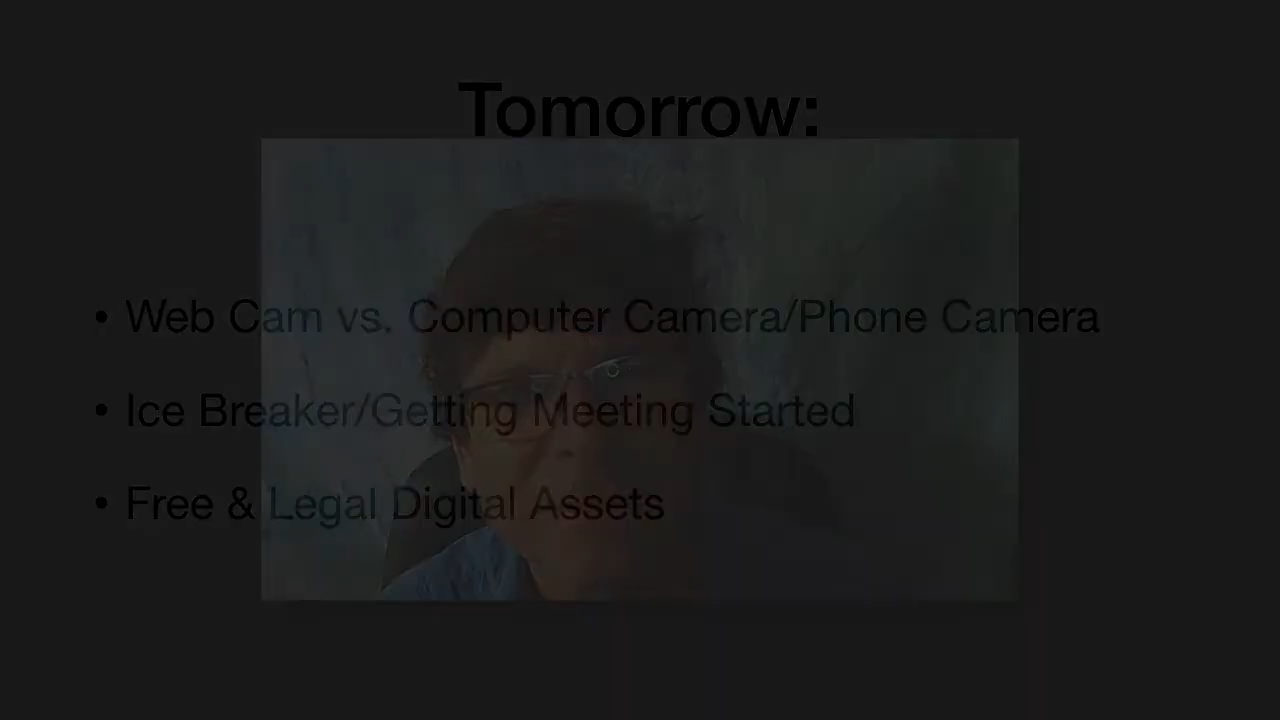 Tomorrow:
• Web Cam vs. Computer Camera/Phone Camera
• Ice Breaker/Getting Meeting Started
• Free & Legal Digital Assets